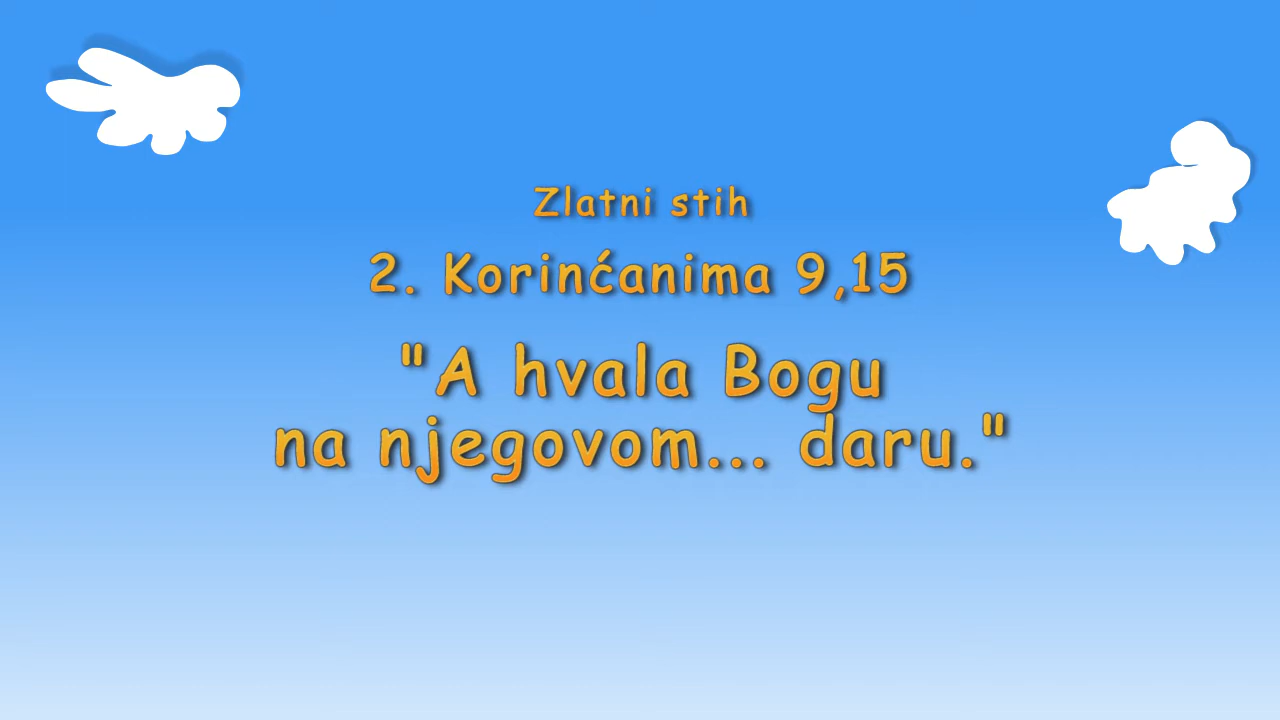 Zlatni stih
2. Korinćanima 9,15
"A hvala Bogu
na njegovom... daru."